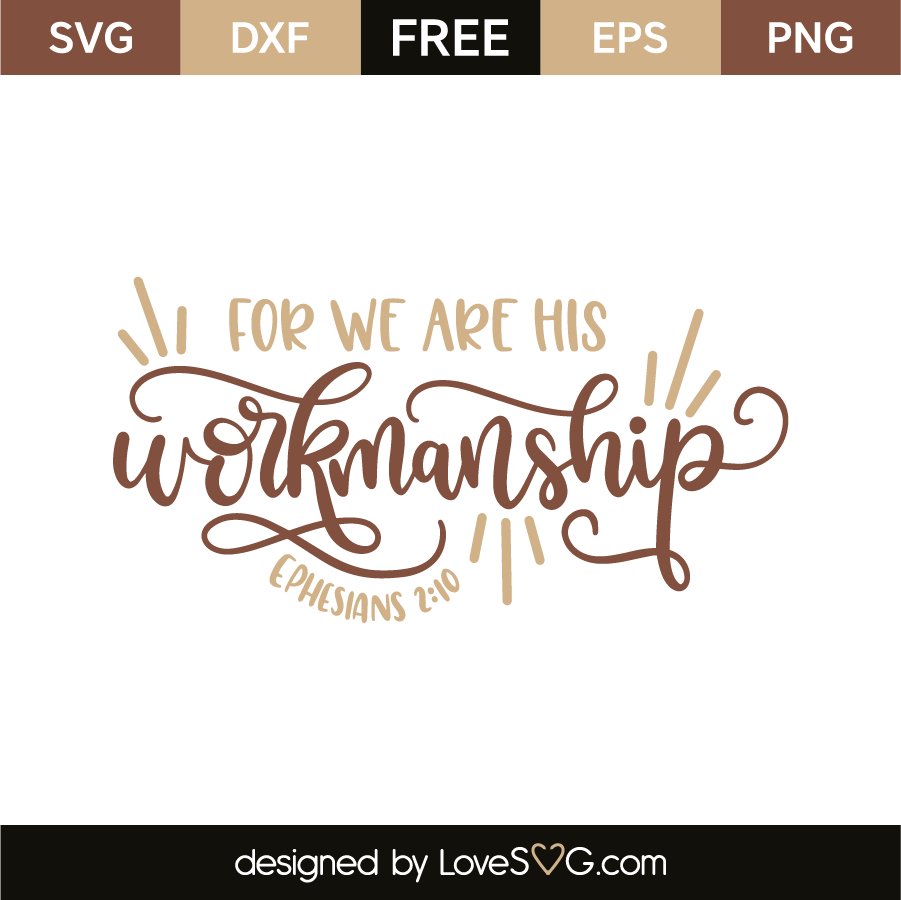 SVG DXF FREE EPS PNG
FOR WE ARE HIS
workmanship
EPHESIANS 2:10
designed by LoveSVG.com